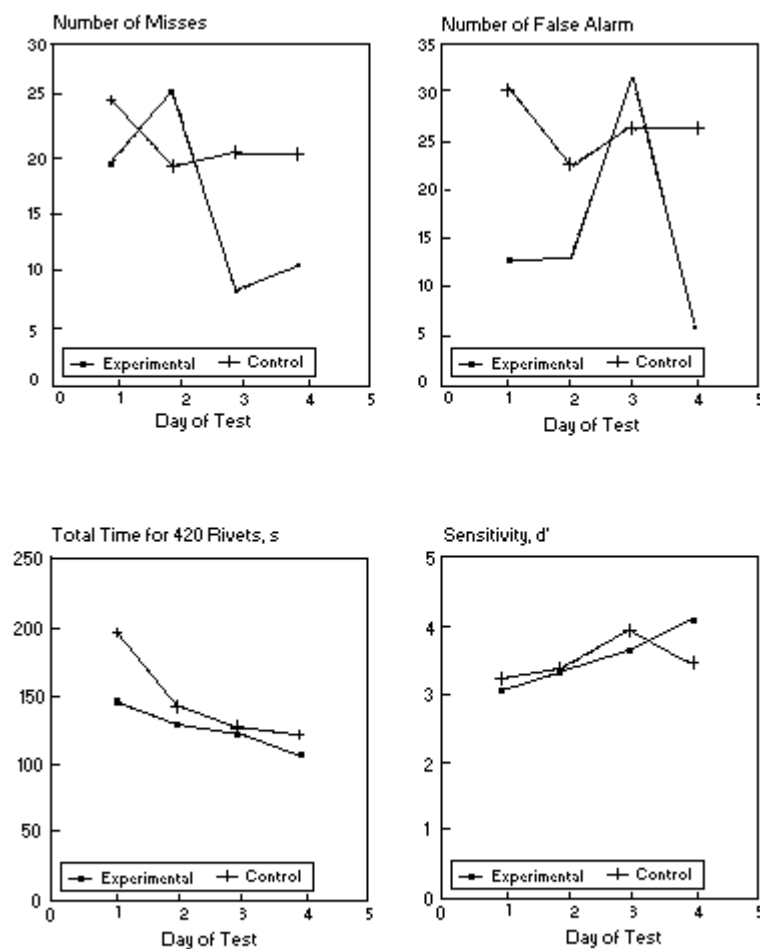 Number of Misses
30
25
20
15
10
5
0
Experimental Control
0 1 2 3 4 5
Day of Test
Number of False Alarm
35
30
25
20
15
10
5
0
Experimental Control
0 1 2 3 4 5
Day of Test
Total Time for 420 Rivets, s
250
200
150
100
50
0
Experimental Control
0 1 2 3 4 5
Day of Test
Sensitivity, d'
5
4
3
2
1
0
Experimental Control
0 1 2 3 4 5
Day of Test